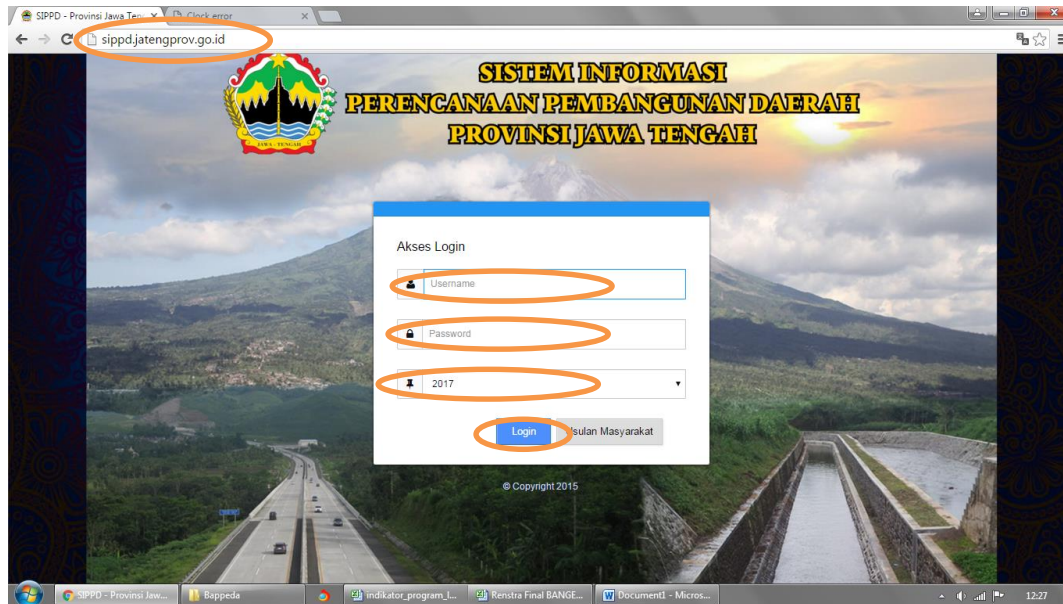 SIPPD - Provinsi Jawa Ten
Clock error
sippd.jatengprov.go.id
SISTEM INFORMASI
PERENCANAAN PEMBANGUNAN DAERAH
PROVINSI JAWA TENGAH
JAWA - TENGAH
Akses Login
Username
Password
2017
Login
Usulan Masyarakat
© Copyright 2015
SIPPD - Provinsi Jaw...
Bappeda
indikator_program_l...
Renstra Final BANGE...
Document1 - Micros...
12:27